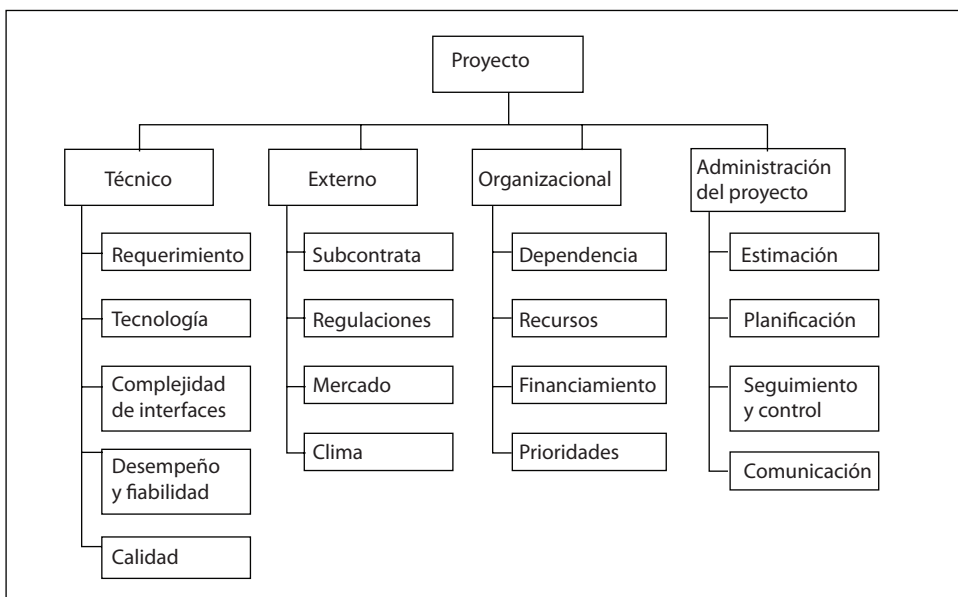 Proyecto
Técnico
Externo
Organizacional
Administración
del proyecto
Requerimiento
Tecnología
Complejidad
de interfaces
Desempeño
y fiabilidad
Calidad
Subcontrata
Regulaciones
Mercado
Clima
Dependencia
Recursos
Financiamiento
Prioridades
Estimación
Planificación
Seguimiento
y control
Comunicación